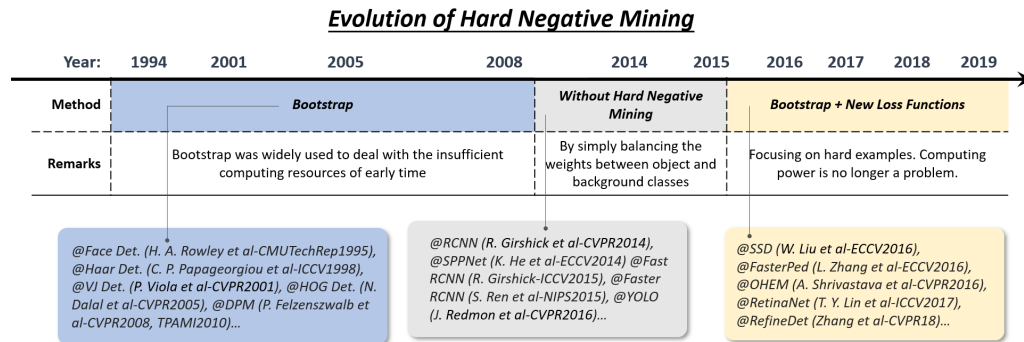 Evolution of Hard Negative Mining
Year: 1994 2001 2005 2008 2014 2015 2016 2017 2018 2019
Method
Bootstrap
Without Hard Negative
Mining
Bootstrap + New Loss Functions
Remarks
Bootstrap was widely used to deal with the insufficient
computing resources of early time
By simply balancing the
weights between object and
background classes
Focusing on hard examples. Computing
power is no longer a problem.
@Face Det. (H. A. Rowley et al-CMUTechRep1995),
@Haar Det. (C. P. Papageorgiou et al-ICCV1998),
@VJ Det. (P. Viola et al-CVPR2001), @HOG Det. (N.
Dalal et al-CVPR2005), @DPM (P. Felzenszwalb et
al-CVPR2008, TPAMI2010)...
@RCNN (R. Girshick et al-CVPR2014),
@SPPNet (K. He et al-ECCV2014) @Fast
RCNN (R. Girshick-ICCV2015), @Faster
RCNN (S. Ren et al-NIPS2015), @YOLO
(J. Redmon et al-CVPR2016)...
@SSD (W. Liu et al-ECCV2016),
@FasterPed (L. Zhang et al-ECCV2016),
@OHEM (A. Shrivastava et al-CVPR2016),
@RetinaNet (T. Y. Lin et al-ICCV2017),
@RefineDet (Zhang et al-CVPR18)...